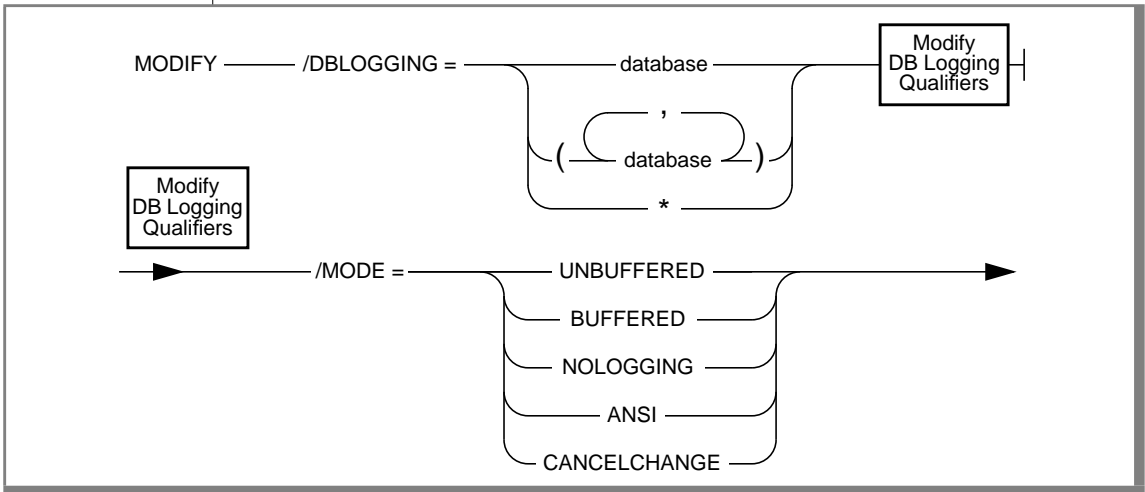 MODIFY /DBLOGGING = database
Modify
DB Logging
Qualifiers
,
( database )
*
Modify
DB Logging
Qualifiers
/MODE = UNBUFFERED
BUFFERED
NOLOGGING
ANSI
CANCELCHANGE